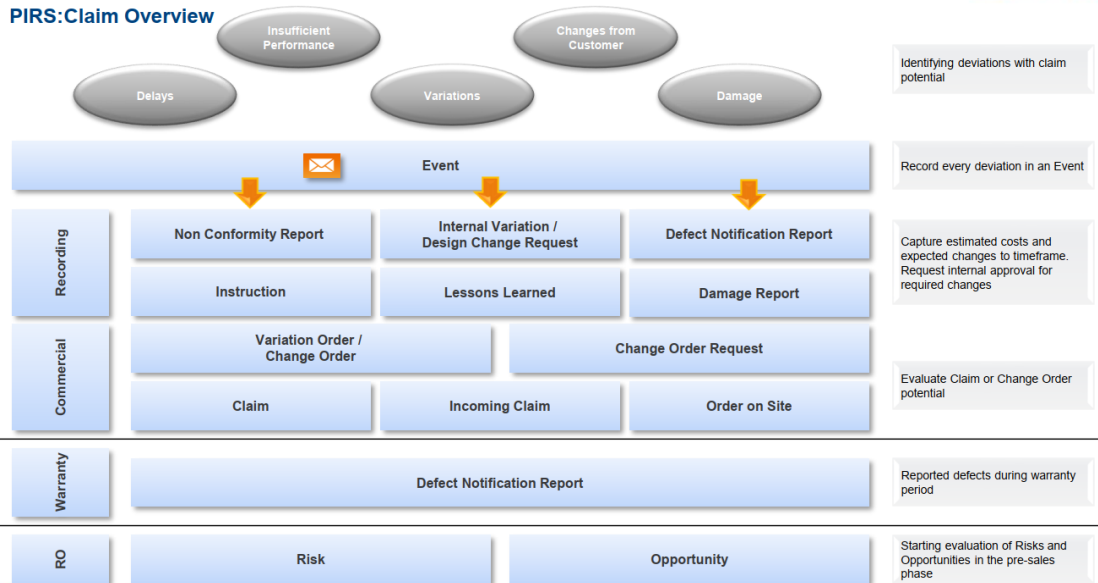 PIRS:Claim Overview
Insufficient
Performance
Changes from
Customer
Delays
Variations
Damage
Identifying deviations with claim
potential
Event
Record every deviation in an Event
Recording
Non Conformity Report
Internal Variation /
Design Change Request
Defect Notification Report
Instruction
Lessons Learned
Damage Report
Capture estimated costs and
expected changes to timeframe.
Request internal approval for
required changes
Commercial
Variation Order /
Change Order
Change Order Request
Claim
Incoming Claim
Order on Site
Evaluate Claim or Change Order
potential
Warranty
Defect Notification Report
Reported defects during warranty
period
RO
Risk
Opportunity
Starting evaluation of Risks and
Opportunities in the pre-sales
phase